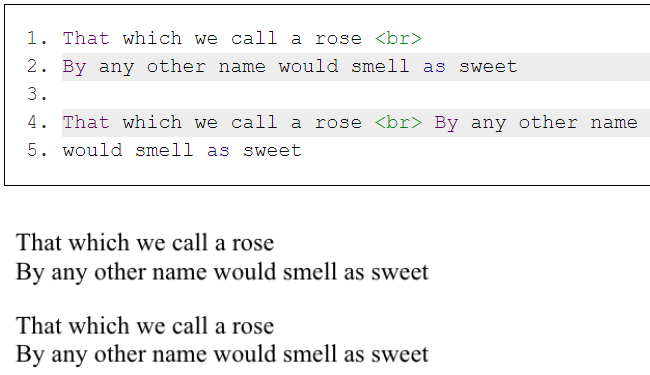 1. That which we call a rose <br>
2. By any other name would smell as sweet
3.
4. That which we call a rose <br> By any other name
5. would smell as sweet
That which we call a rose
By any other name would smell as sweet
That which we call a rose
By any other name would smell as sweet